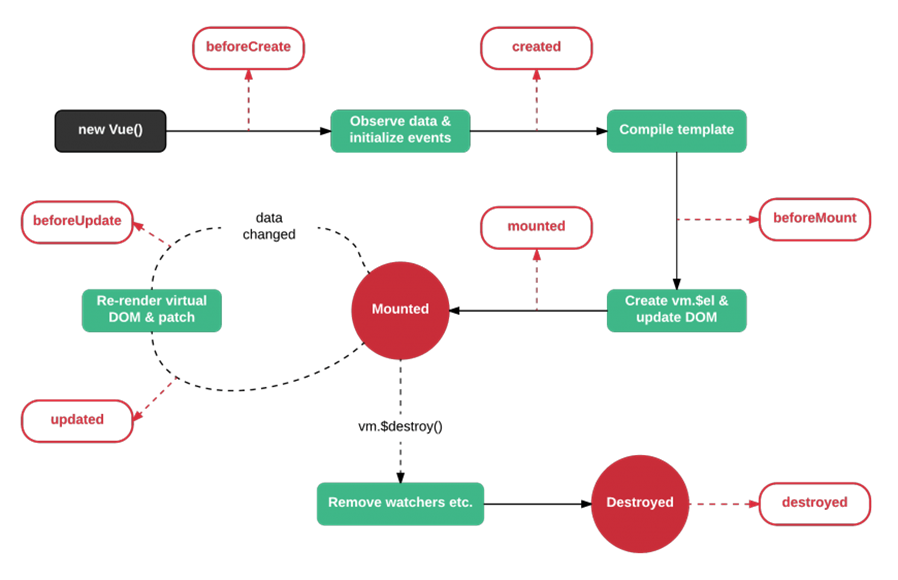 beforeCreate
created
new Vue()
Observe data &
initialize events
Compile template
beforeUpdate
data
changed
mounted
beforeMount
Re-render virtual
DOM & patch
Mounted
Create vm.$el &
update DOM
updated
vm.$destroy()
Remove watchers etc.
Destroyed
destroyed